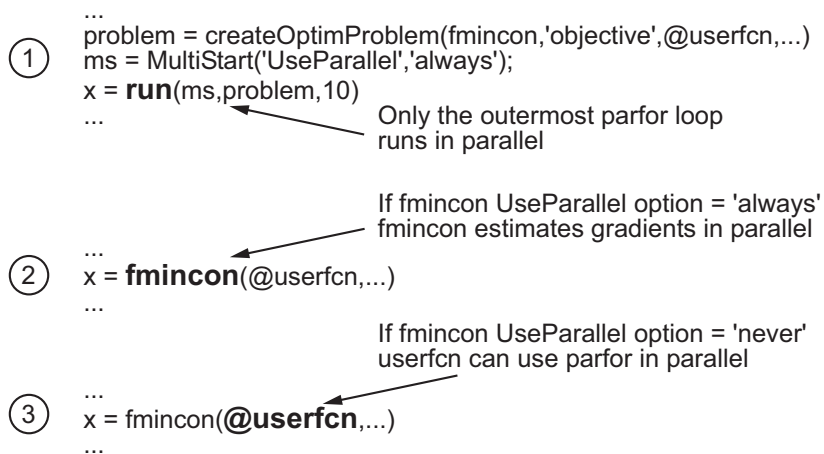 ...
problem = createOptimProblem(fmincon,'objective',@userfcn,...)
1 ms = MultiStart('UseParallel','always');
x = run(ms,problem,10)
...
Only the outermost parfor loop
runs in parallel
If fmincon UseParallel option = 'always'
fmincon estimates gradients in parallel
...
2 x = fmincon(@userfcn,...)
...
If fmincon UseParallel option = 'never'
userfcn can use parfor in parallel
...
3 x = fmincon(@userfcn,...)
...